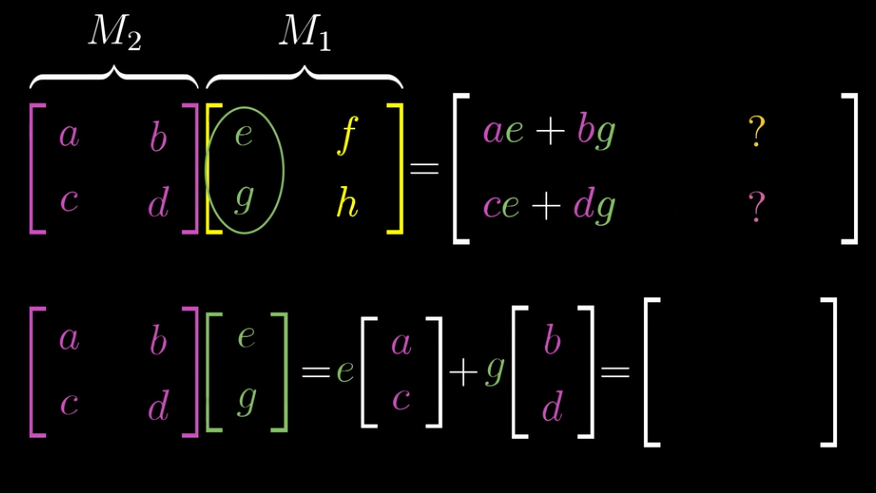 M₂ M₁
[a b; c d] [e f; g h] = [ae + bg ?; ce + dg ?]
[a b; c d] [e; g] = e [a; c] + g [b; d] = [ ]